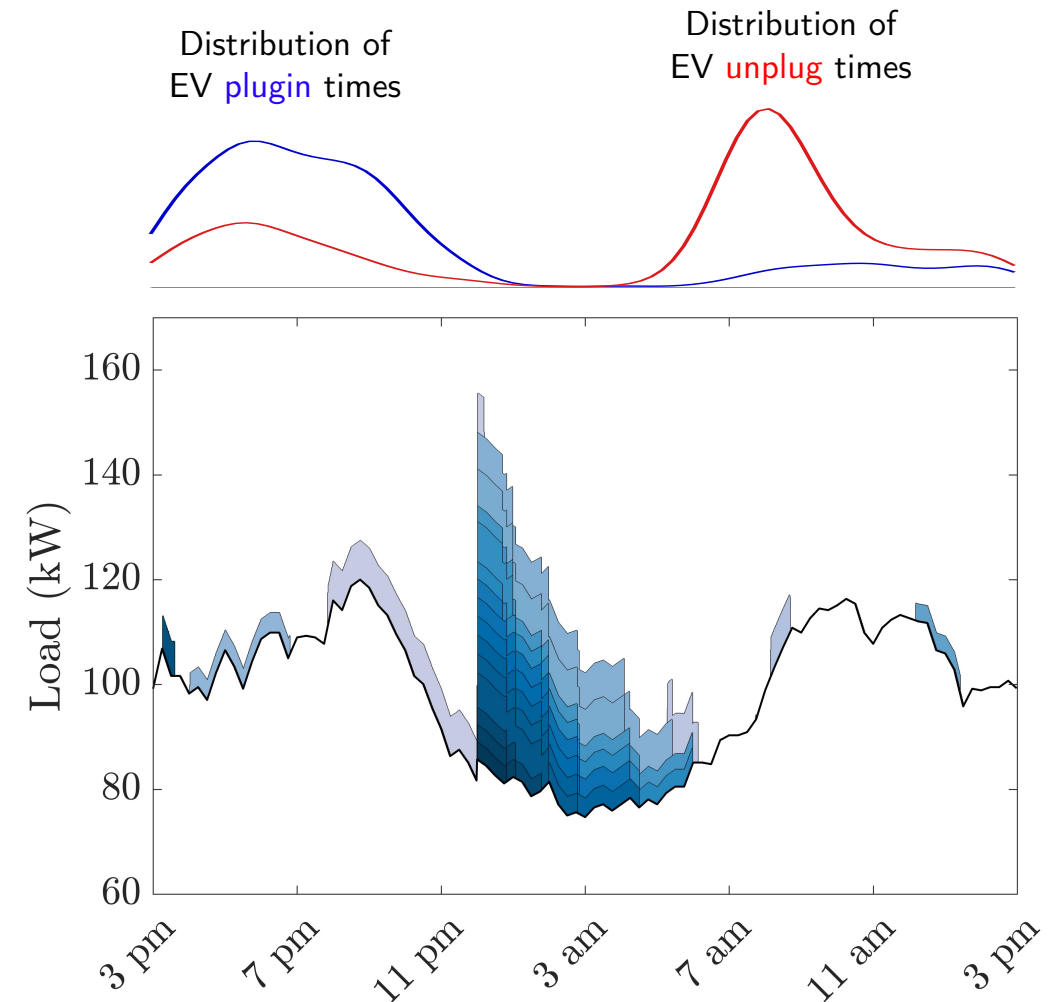 Distribution of
EV plugin times
Distribution of
EV unplug times
Load (kW)
160
140
120
100
80
60
3 pm
7 pm
11 pm
3 am
7 am
11 am
3 pm